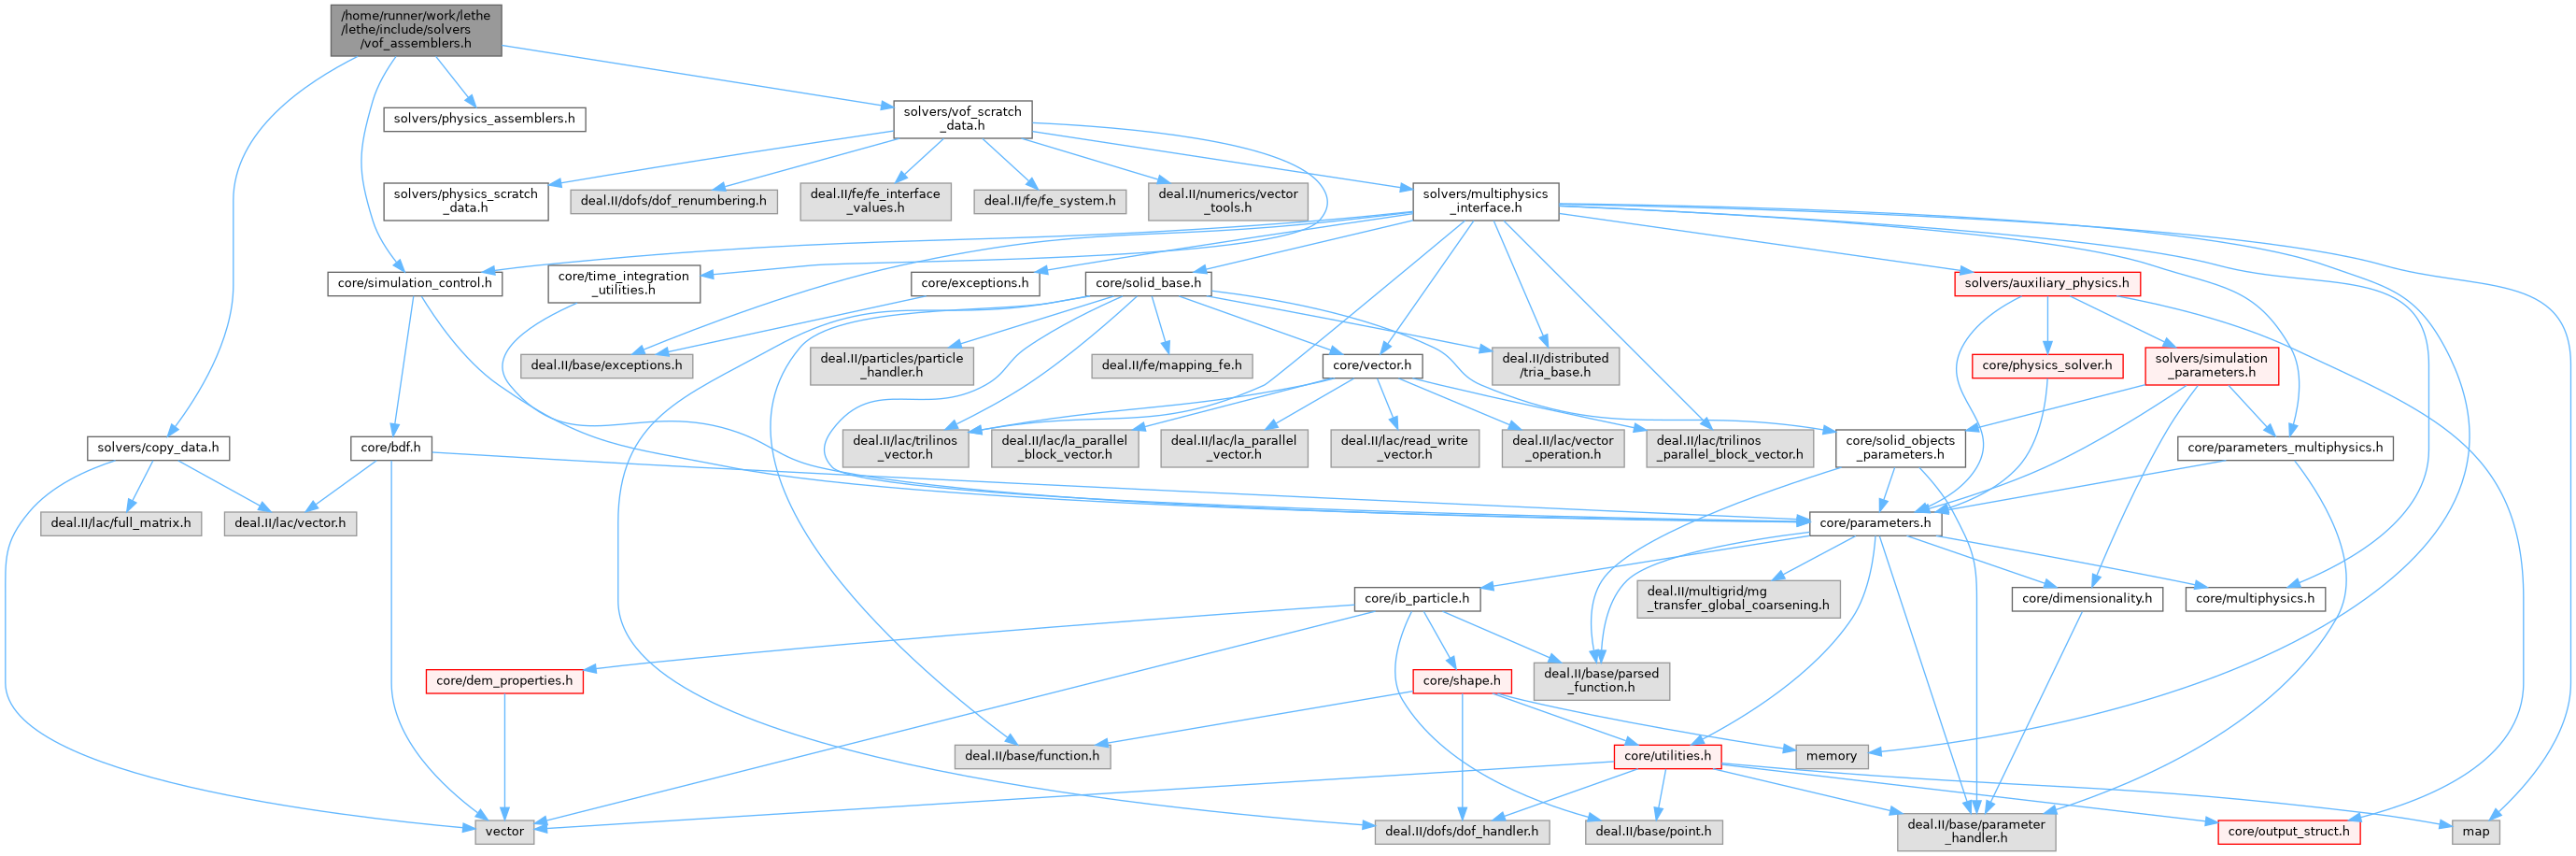 /home/runner/work/lethe
/lethe/include/solvers
/vof_assemblers.h
solvers/physics_assemblers.h
solvers/vof_scratch
_data.h
solvers/physics_scratch
_data.h
deal.II/dofs/dof_renumbering.h
deal.II/fe/fe_interface
_values.h
deal.II/fe/fe_system.h
deal.II/numerics/vector
_tools.h
solvers/multiphysics
_interface.h
core/simulation_control.h
core/time_integration
_utilities.h
core/exceptions.h
core/solid_base.h
solvers/auxiliary_physics.h
deal.II/base/exceptions.h
deal.II/particles/particle
_handler.h
deal.II/fe/mapping_fe.h
core/vector.h
deal.II/distributed
/tria_base.h
core/physics_solver.h
solvers/simulation
_parameters.h
solvers/copy_data.h
core/bdf.h
deal.II/lac/trilinos
_vector.h
deal.II/lac/la_parallel
_block_vector.h
deal.II/lac/la_parallel
_vector.h
deal.II/lac/read_write
_vector.h
deal.II/lac/vector
_operation.h
deal.II/lac/trilinos
_parallel_block_vector.h
core/solid_objects
_parameters.h
core/parameters_multiphysics.h
deal.II/lac/full_matrix.h
deal.II/lac/vector.h
core/parameters.h
core/ib_particle.h
deal.II/multigrid/mg
_transfer_global_coarsening.h
core/dimensionality.h
core/multiphysics.h
core/dem_properties.h
core/shape.h
deal.II/base/parsed
_function.h
deal.II/base/function.h
core/utilities.h
memory
vector
deal.II/dofs/dof_handler.h
deal.II/base/point.h
deal.II/base/parameter
_handler.h
core/output_struct.h
map